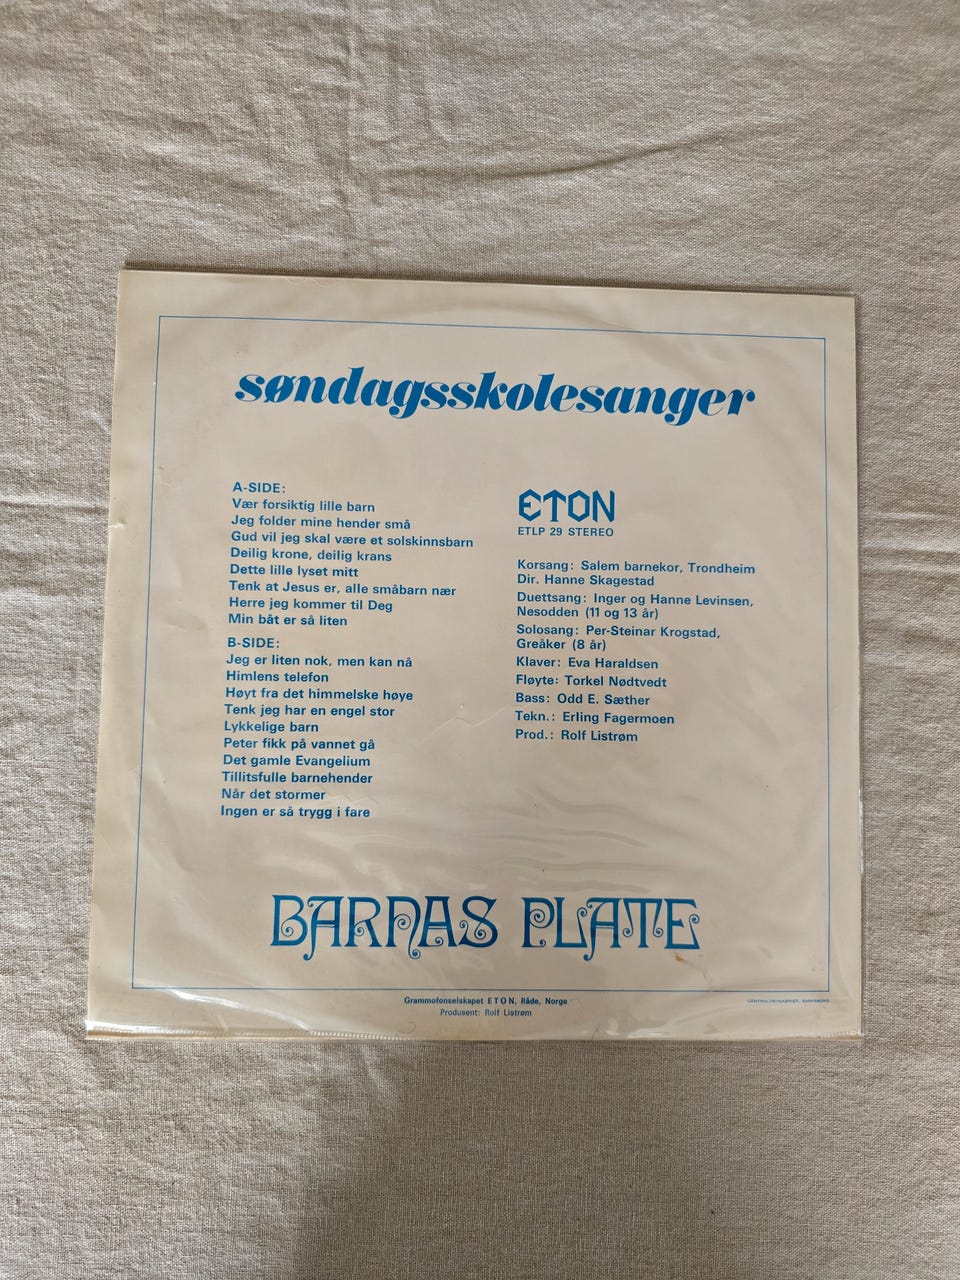 søndagsskolesanger
A-SIDE:
Vær forsiktig lille barn
Jeg folder mine hender små
Gud vil jeg skal være et solskinnsbarn
Deilig krone, deilig krans
Dette lille lyset mitt
Tenk at Jesus er, alle småbarn nær
Herre jeg kommer til Deg
Min båt er så liten
B-SIDE:
Jeg er liten nok, men kan nå
Himlens telefon
Høyt fra det himmelske høye
Tenk jeg har en engel stor
Lykkelige barn
Peter fikk på vannet gå
Det gamle Evangelium
Tillitsfulle barnehender
Når det stormer
Ingen er så trygg i fare
ETON
ETLP 29 STEREO
Korsang: Salem barnekor, Trondheim
Dir. Hanne Skagestad
Duettsang: Inger og Hanne Levinsen,
Nesodden (11 og 13 år)
Solosang: Per-Steinar Krogstad,
Greåker (8 år)
Klaver: Eva Haraldsen
Fløyte: Torkel Nødtvedt
Bass: Odd E. Sæther
Tekn.: Erling Fagermoen
Prod.: Rolf Listrøm
BARNAS PLATE
Grammofonselskapet ETON, Råde, Norge
Produsent: Rolf Listrøm
CENTRALTRYKKERIET, SARPSBORG